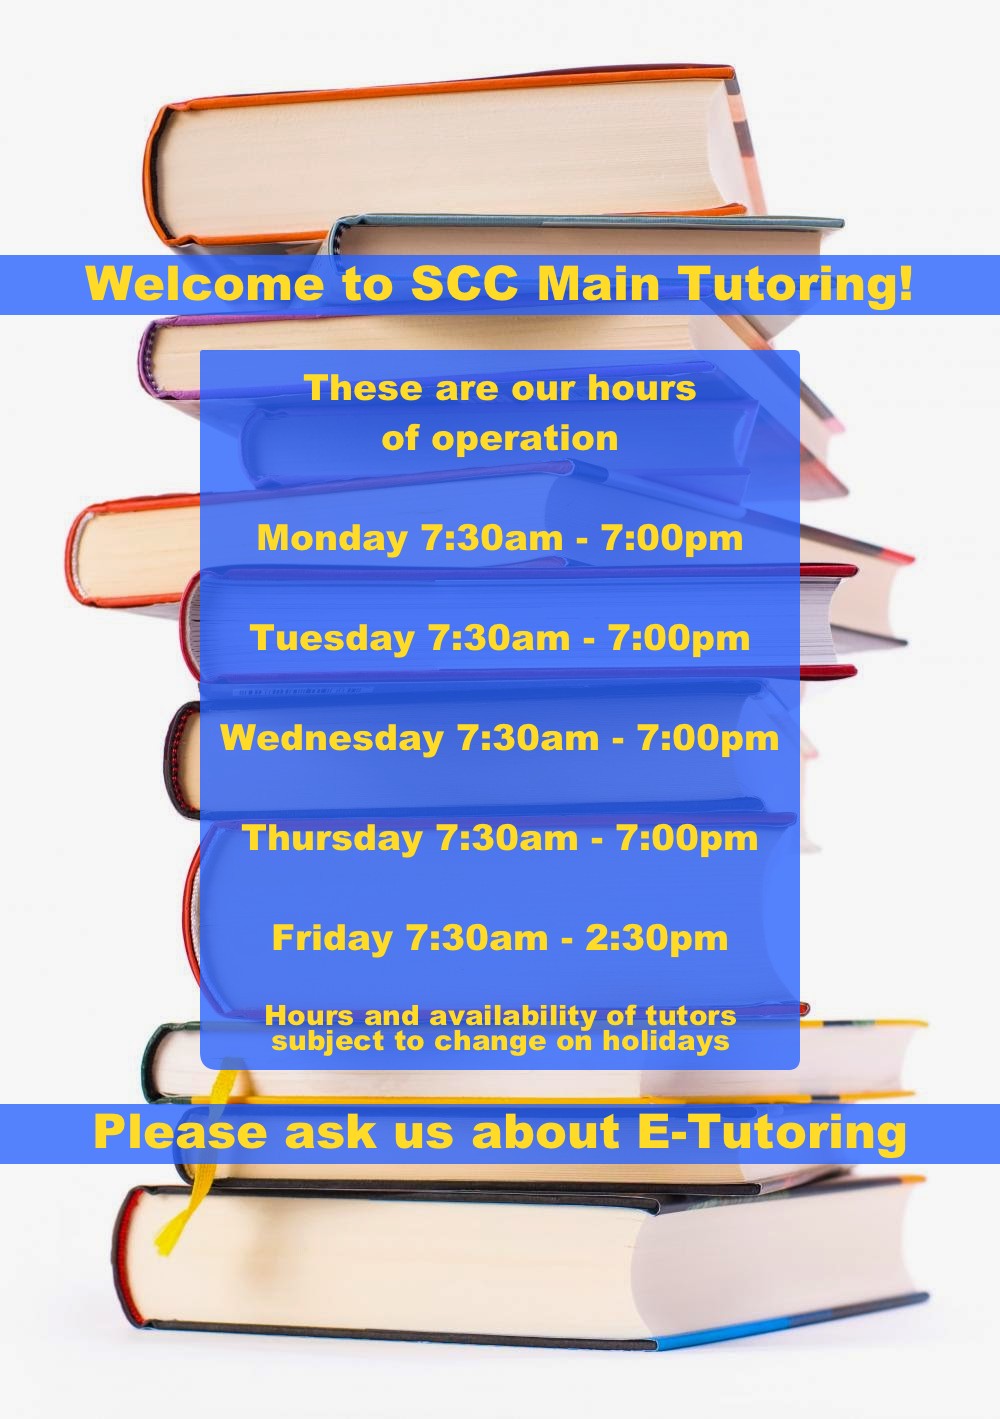 Welcome to SCC Main Tutoring!
These are our hours
of operation
Monday 7:30am - 7:00pm
Tuesday 7:30am - 7:00pm
Wednesday 7:30am - 7:00pm
Thursday 7:30am - 7:00pm
Friday 7:30am - 2:30pm
Hours and availability of tutors
subject to change on holidays
Please ask us about E-Tutoring